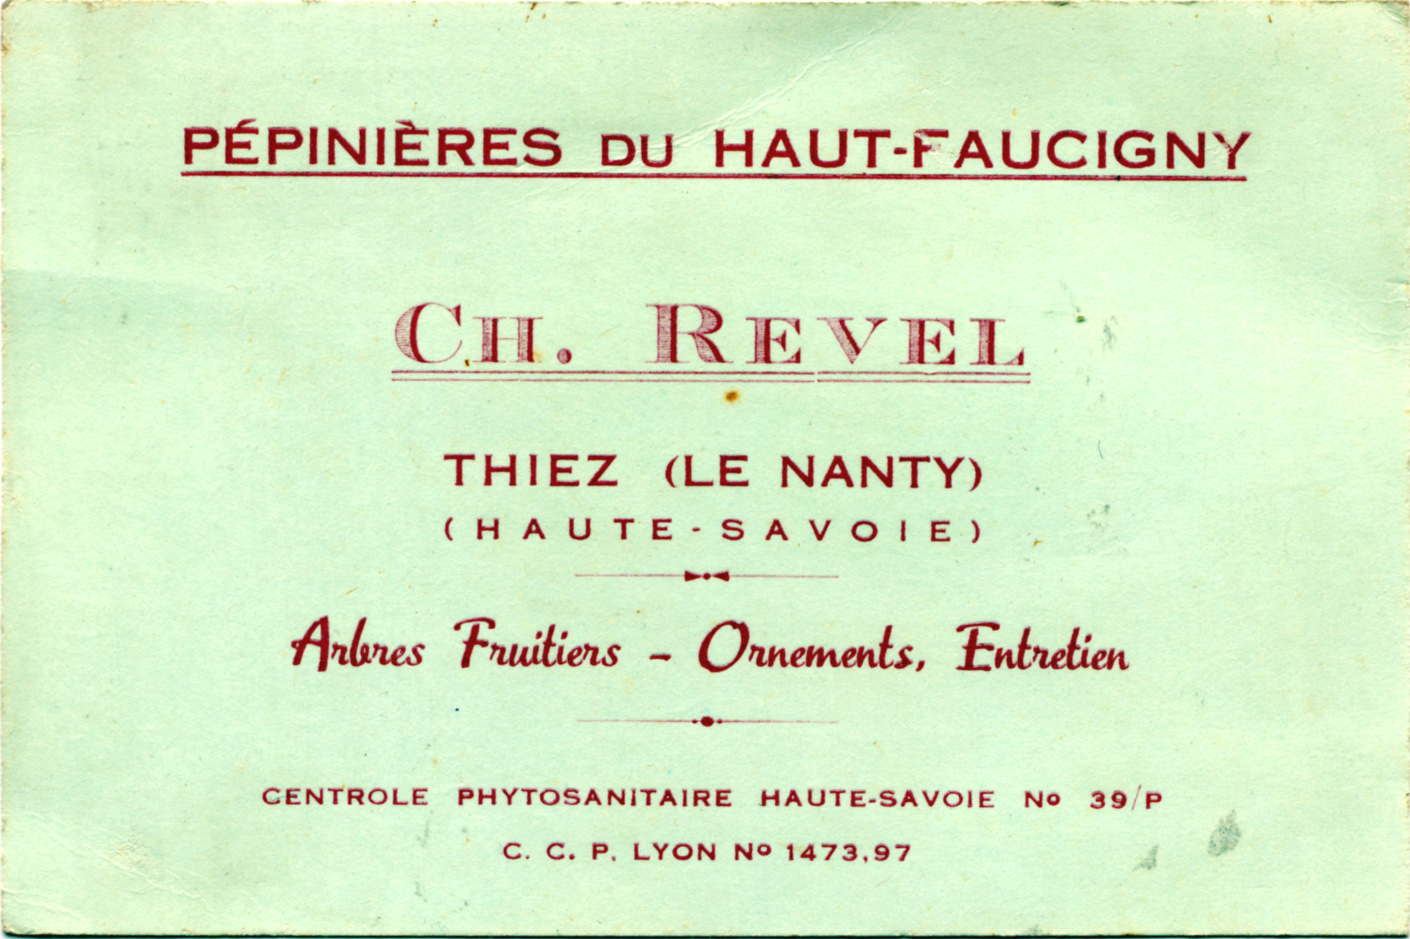 PÉPINIÈRES DU HAUT-FAUCIGNY
CH. REVEL
THIEZ (LE NANTY)
(HAUTE-SAVOIE)
Arbres Fruitiers - Ornements, Entretien
CENTROLE PHYTOSANITAIRE HAUTE-SAVOIE Nº 39/P
C. C. P. LYON Nº 1473.97